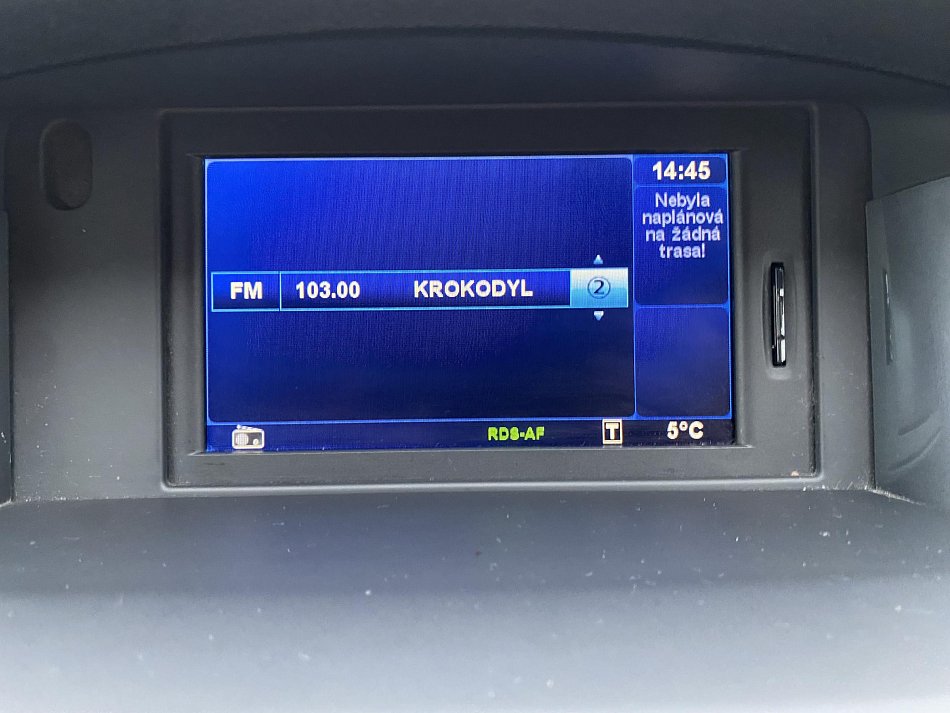 14:45
Nebyla
naplánová
na žádná
trasa!
FM 103.00 KROKODYL 2
RDS-AF T 5°C